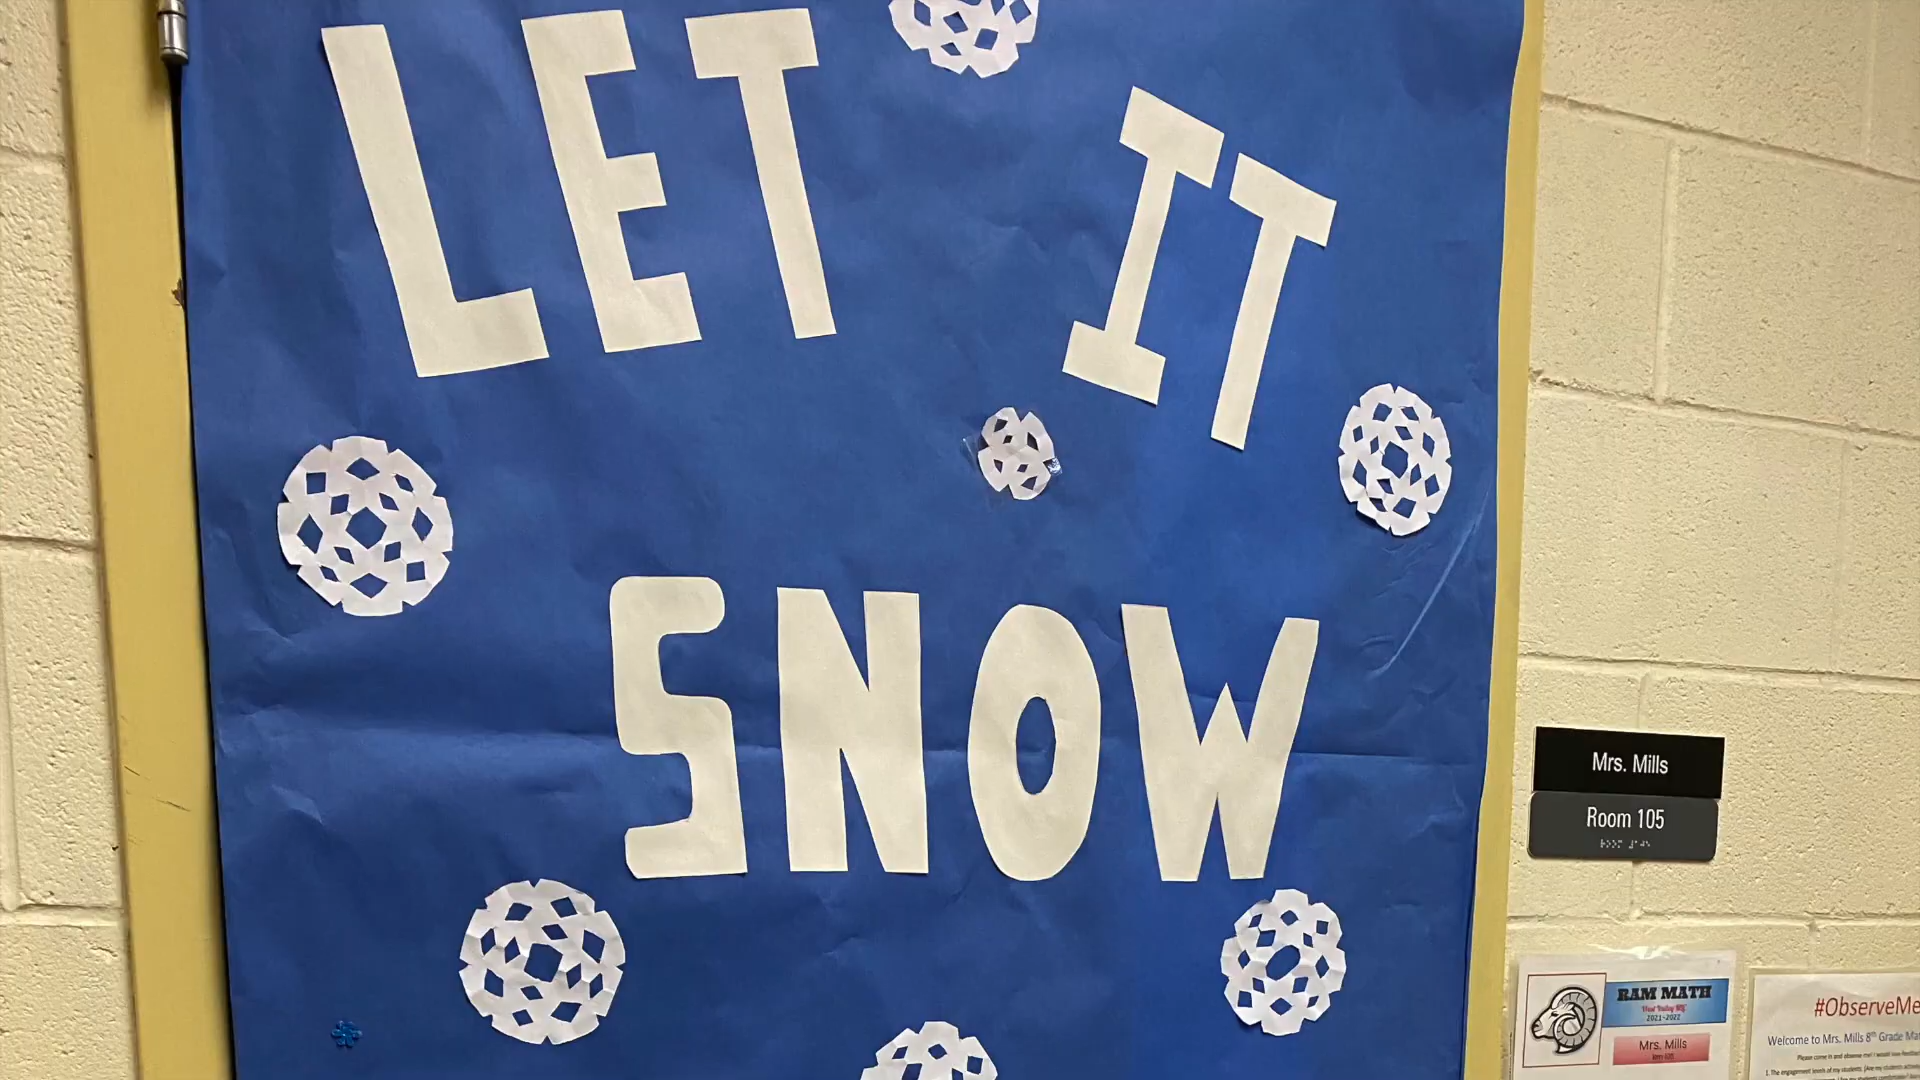 LET IT
SNOW
Mrs. Mills
Room 105
RAM MATH
2021-2022
Mrs. Mills
#ObserveMe
Welcome to Mrs. Mills 8th Grade